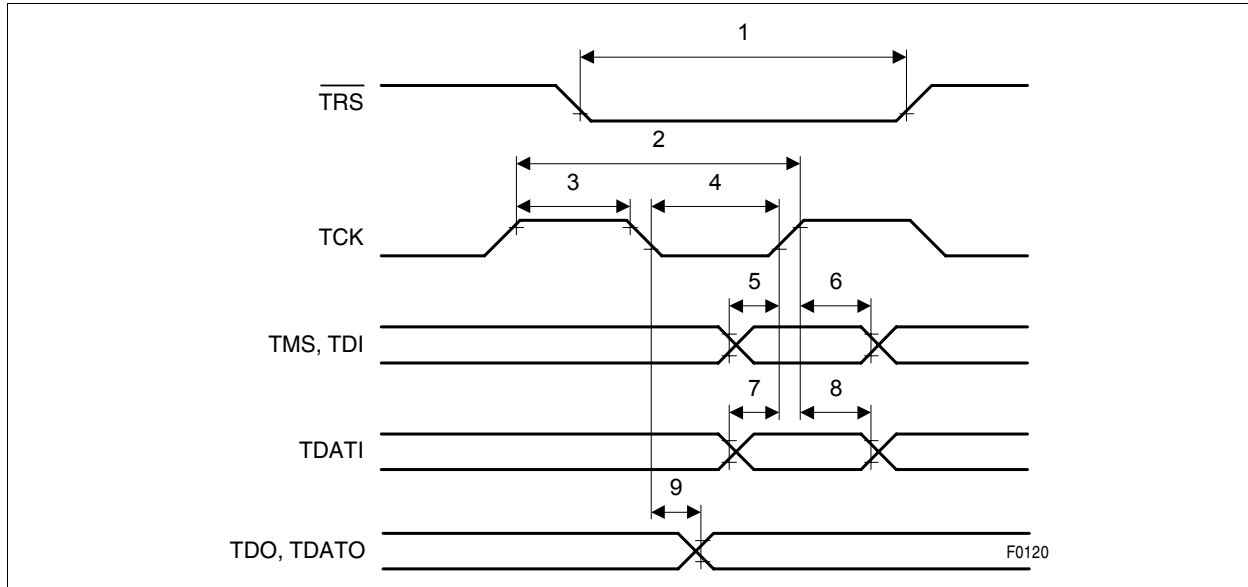 1
TRS
2
3 4
TCK
5 6
TMS, TDI
7 8
TDATI
9
TDO, TDATO
F0120